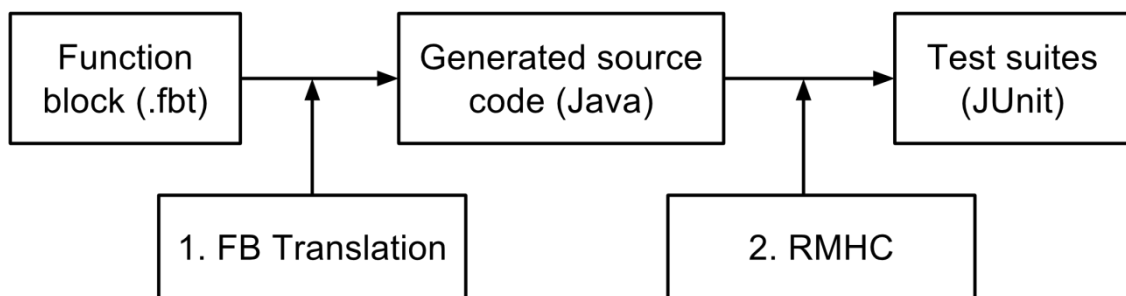 Function
block (.fbt)
Generated source
code (Java)
Test suites
(JUnit)
1. FB Translation
2. RMHC